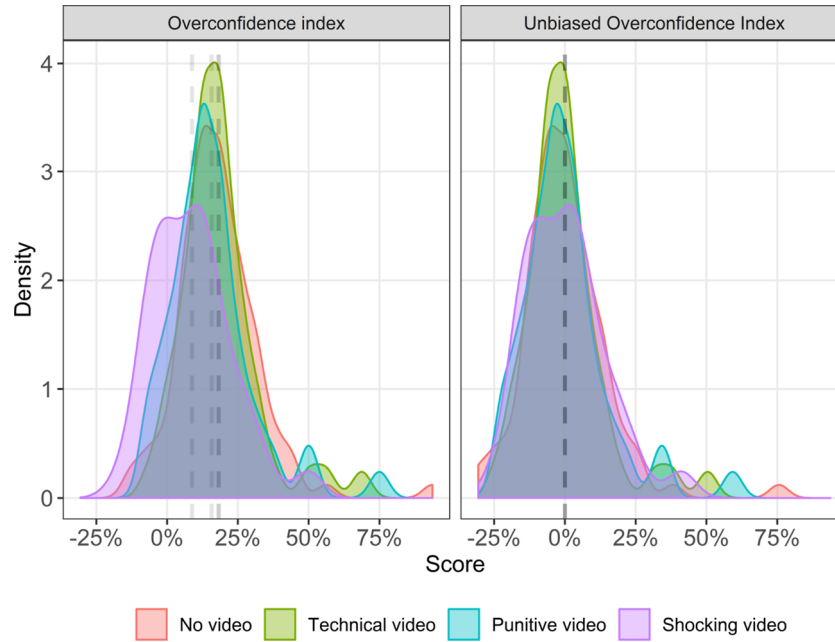 Overconfidence index
Unbiased Overconfidence Index
4
3
2
1
0
Density
-25% 0% 25% 50% 75%
-25% 0% 25% 50% 75%
Score
No video Technical video Punitive video Shocking video